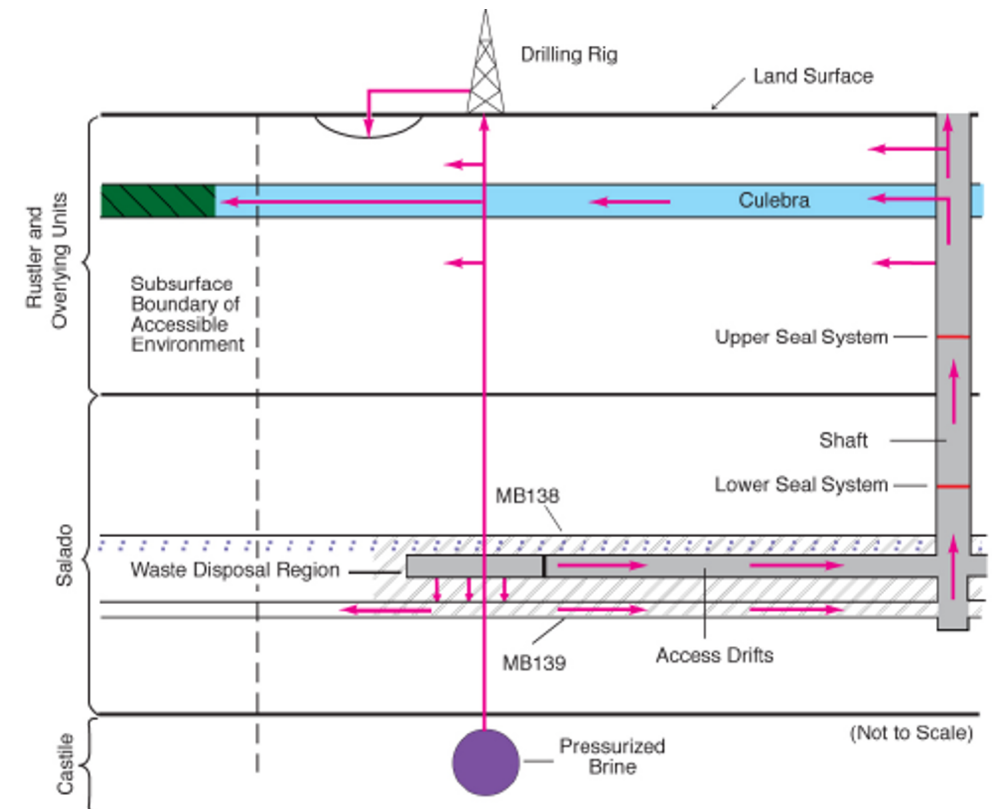 Drilling Rig
Land Surface
Rustler and
Overlying Units
Culebra
Subsurface
Boundary of
Accessible
Environment
Upper Seal System
Shaft
Lower Seal System
MB138
Salado
Waste Disposal Region
MB139
Access Drifts
(Not to Scale)
Castile
Pressurized
Brine